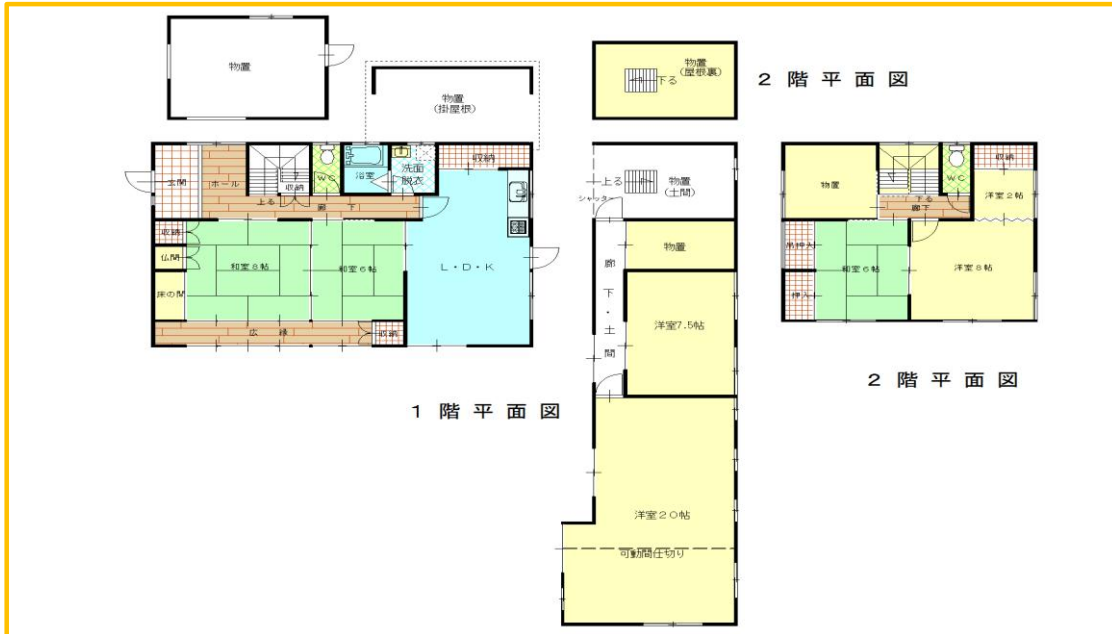 物置
物置
(掛屋根)
玄関
ホール
収納
上る
WC
浴室
洗面
脱衣
収納
廊下
収納
仏間
床の間
和室8帖
和室6帖
L・D・K
広縁
収納
1階平面図
物置
(屋根裏)
下る
2階平面図
上る
物置
(土間)
シャッター
物置
廊下・土間
洋室7.5帖
洋室20帖
可動間仕切り
物置
WC
収納
洋室2帖
下る
廊下
吊押入
押入
和室6帖
洋室8帖
2階平面図